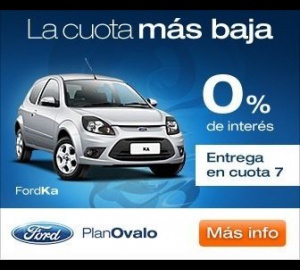 La cuota más baja
0%
de interés
Entrega
en cuota 7
KA
FordKa
Ford
PlanOvalo
Más info